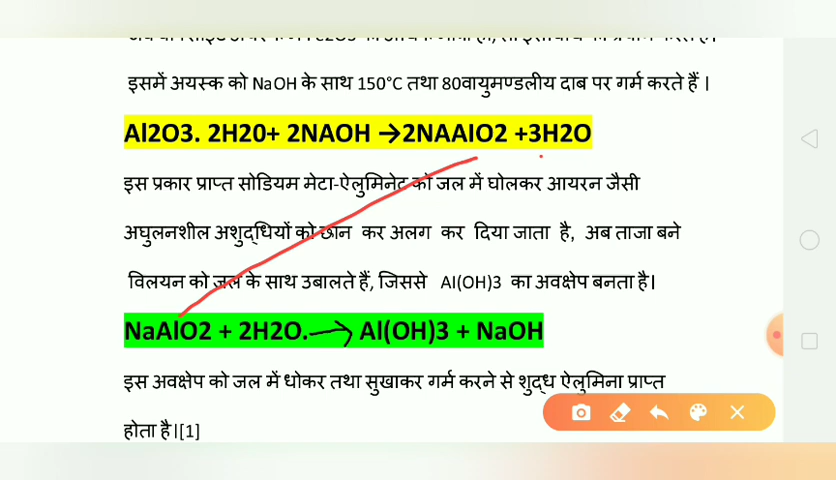 इसमें अयस्क को NaOH के साथ 150°C तथा 80वायुमण्डलीय दाब पर गर्म करते हैं ।
Al2O3. 2H20+ 2NAOH →2NAAIO2 +3H2O
इस प्रकार प्राप्त सोडियम मेटा-ऐलुमिनेट को जल में घोलकर आयरन जैसी
अघुलनशील अशुद्धियों को छान कर अलग कर दिया जाता है, अब ताजा बने
विलयन को जल के साथ उबालते हैं, जिससे Al(OH)3 का अवक्षेप बनता है।
NaAlO2 + 2H2O. → Al(OH)3 + NaOH
इस अवक्षेप को जल में धोकर तथा सुखाकर गर्म करने से शुद्ध ऐलुमिना प्राप्त
होता है।[1]